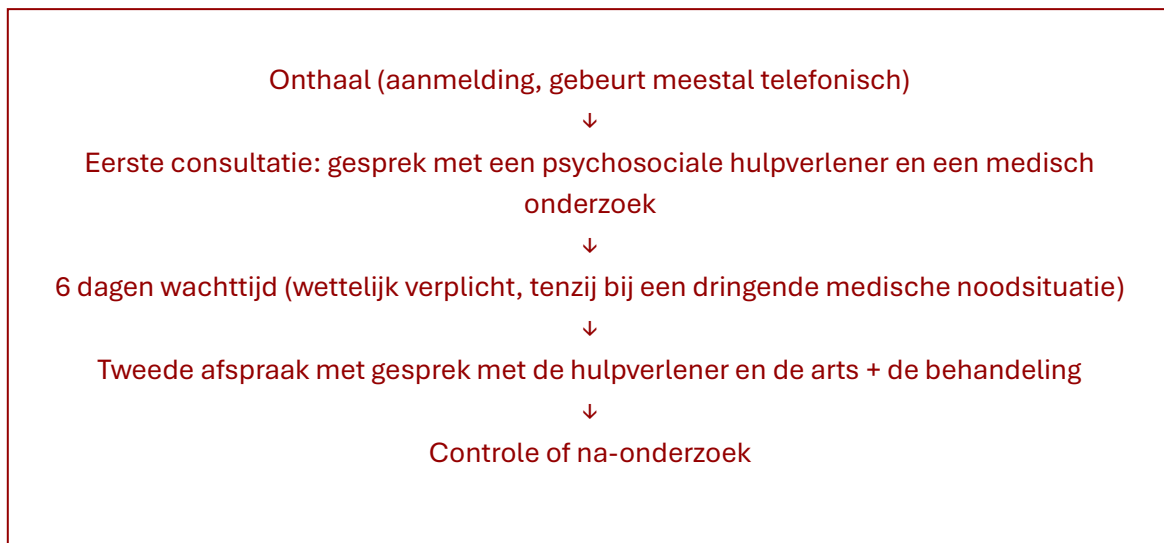 Onthaal (aanmelding, gebeurt meestal telefonisch)
↓
Eerste consultatie: gesprek met een psychosociale hulpverlener en een medisch
onderzoek
↓
6 dagen wachttijd (wettelijk verplicht, tenzij bij een dringende medische noodsituatie)
↓
Tweede afspraak met gesprek met de hulpverlener en de arts + de behandeling
↓
Controle of na-onderzoek